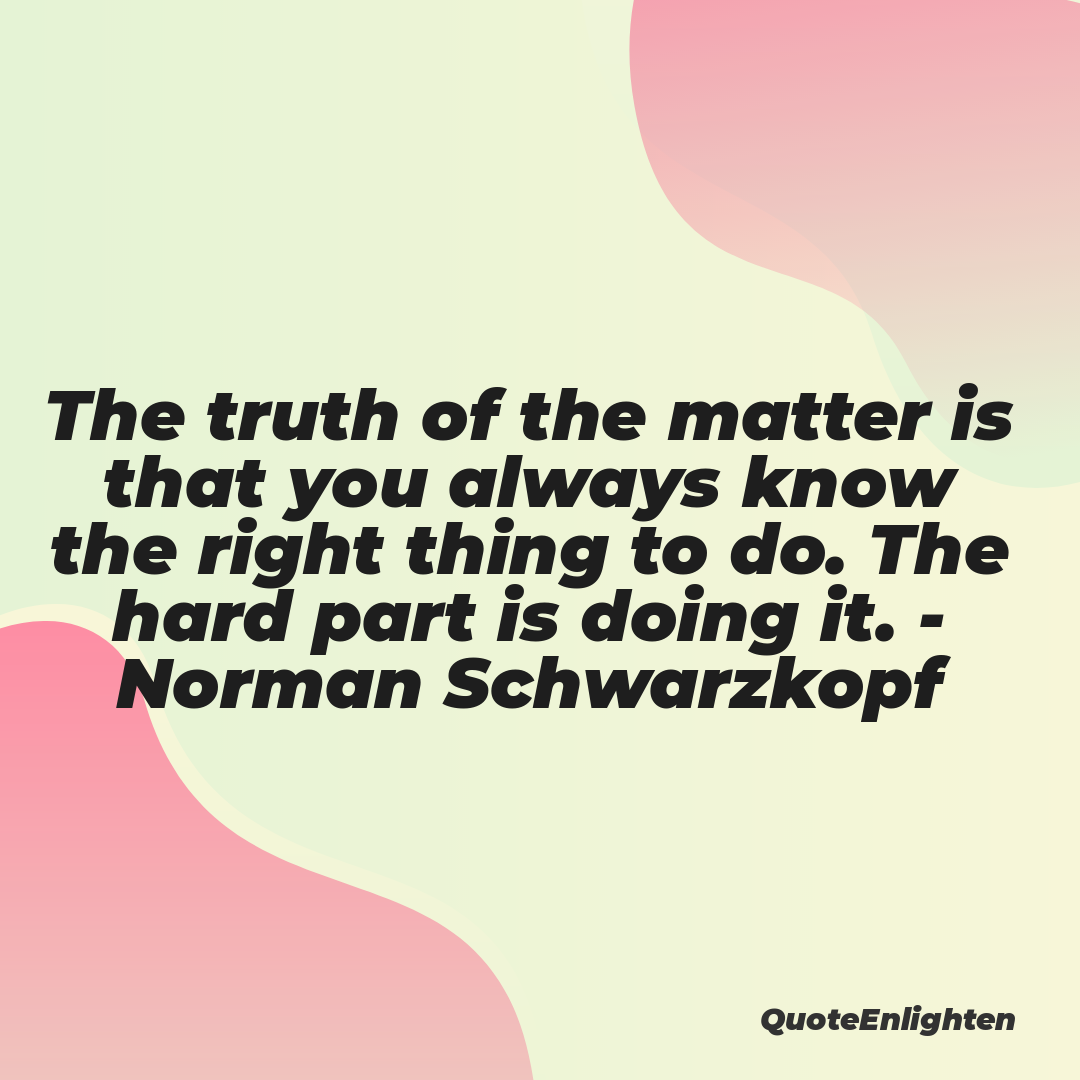 The truth of the matter is
that you always know
the right thing to do. The
hard part is doing it. -
Norman Schwarzkopf
QuoteEnlighten